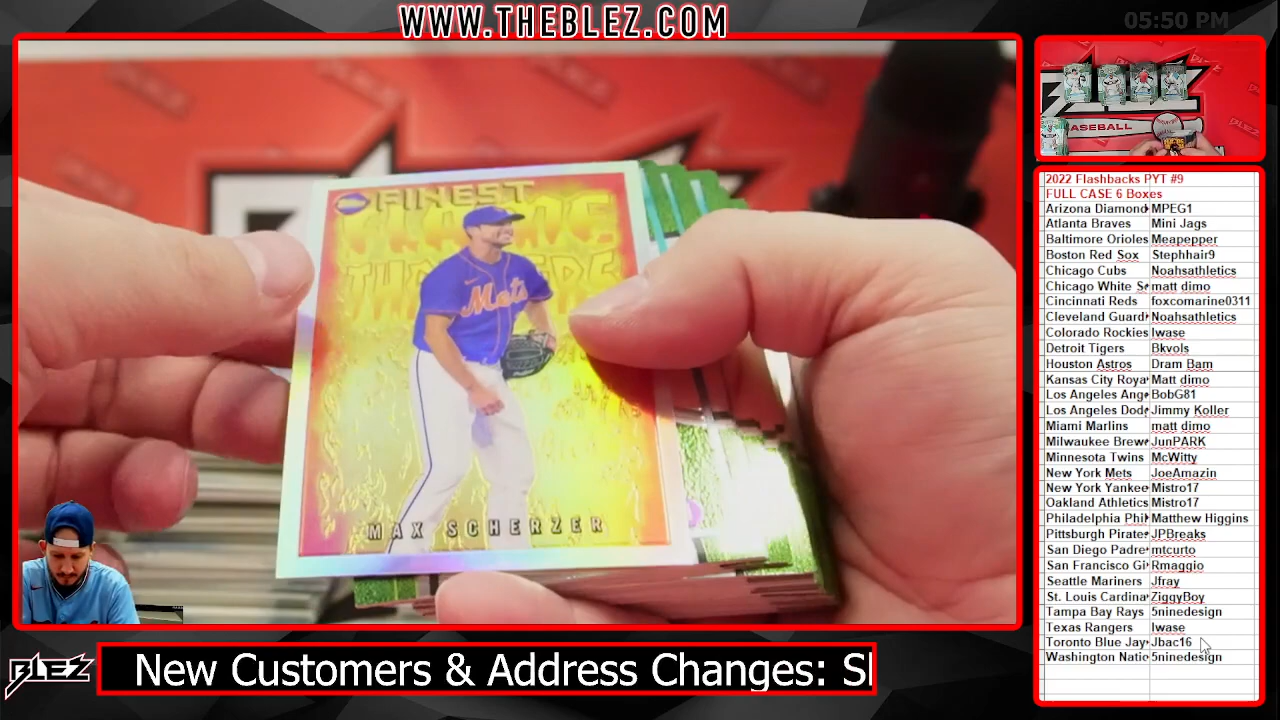 WWW.THEBLEZ.COM
05:50 PM
FINEST
Mets
MAX SCHERZER
BASEBALL
BLEZ
2022 Flashbacks PYT #9
FULL CASE 6 Boxes
Arizona Diamond MPEG1
Atlanta Braves Mini Jags
Baltimore Orioles Meapepper
Boston Red Sox Stephhair9
Chicago Cubs Noahsathletics
Chicago White S matt dimo
Cincinnati Reds foxcomarine0311
Cleveland Guardi Noahsathletics
Colorado Rockies Iwase
Detroit Tigers Bkvols
Houston Astros Dram Bam
Kansas City Roya Matt dimo
Los Angeles Ang BobG81
Los Angeles Dod Jimmy Koller
Miami Marlins matt dimo
Milwaukee Brew JunPARK
Minnesota Twins McWitty
New York Mets JoeAmazin
New York Yankee Mistro17
Oakland Athletics Mistro17
Philadelphia Phi Matthew Higgins
Pittsburgh Pirate JPBreaks
San Diego Padre mtcurto
San Francisco Gi Rmaggio
Seattle Mariners Jfray
St. Louis Cardina ZiggyBoy
Tampa Bay Rays 5ninedesign
Texas Rangers Iwase
Toronto Blue Jay Jbac16
Washington Natio 5ninedesign
BLEZ
New Customers & Address Changes: